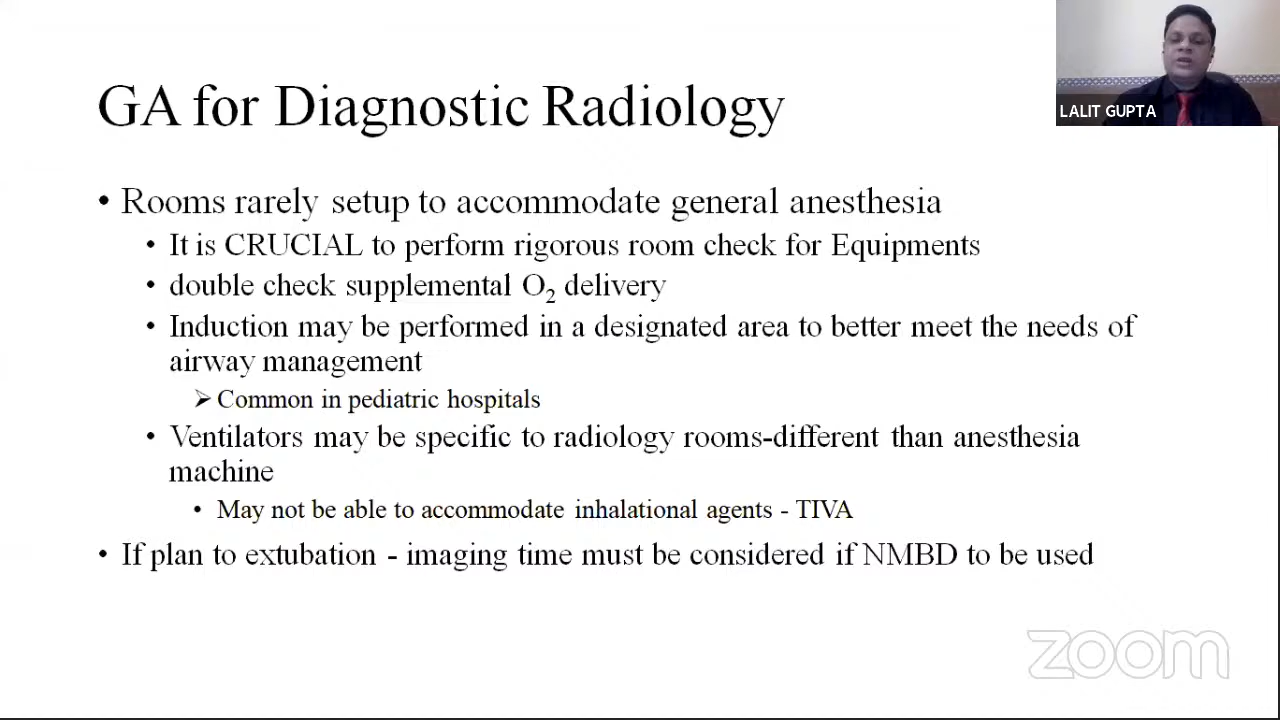 GA for Diagnostic Radiology
LALIT GUPTA
• Rooms rarely setup to accommodate general anesthesia
• It is CRUCIAL to perform rigorous room check for Equipments
• double check supplemental O₂ delivery
• Induction may be performed in a designated area to better meet the needs of
airway management
➢ Common in pediatric hospitals
• Ventilators may be specific to radiology rooms-different than anesthesia
machine
• May not be able to accommodate inhalational agents - TIVA
• If plan to extubation - imaging time must be considered if NMBD to be used
zoom